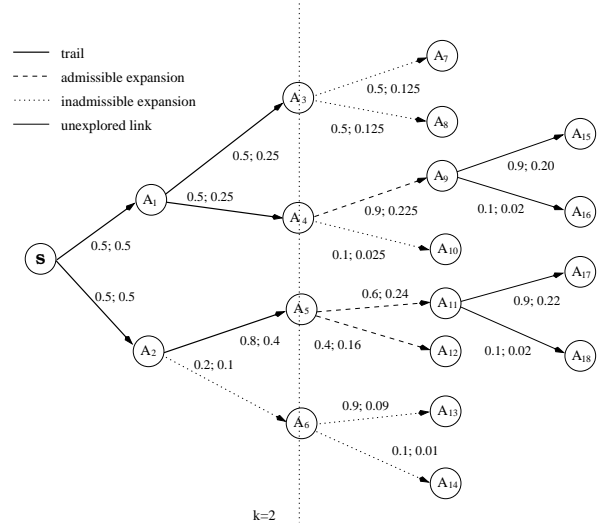 trail
admissible expansion
inadmissible expansion
unexplored link
A7
0.5; 0.125
A3
A8
0.5; 0.125
A15
0.5; 0.25
A9
0.9; 0.20
A1
0.5; 0.25
A4
0.9; 0.225
0.1; 0.02
A16
0.5; 0.5
0.1; 0.025
A10
S
A17
0.5; 0.5
0.6; 0.24
A11
0.9; 0.22
A5
0.8; 0.4
0.4; 0.16
A12
0.1; 0.02
A18
A2
0.2; 0.1
0.9; 0.09
A13
A6
0.1; 0.01
A14
k=2